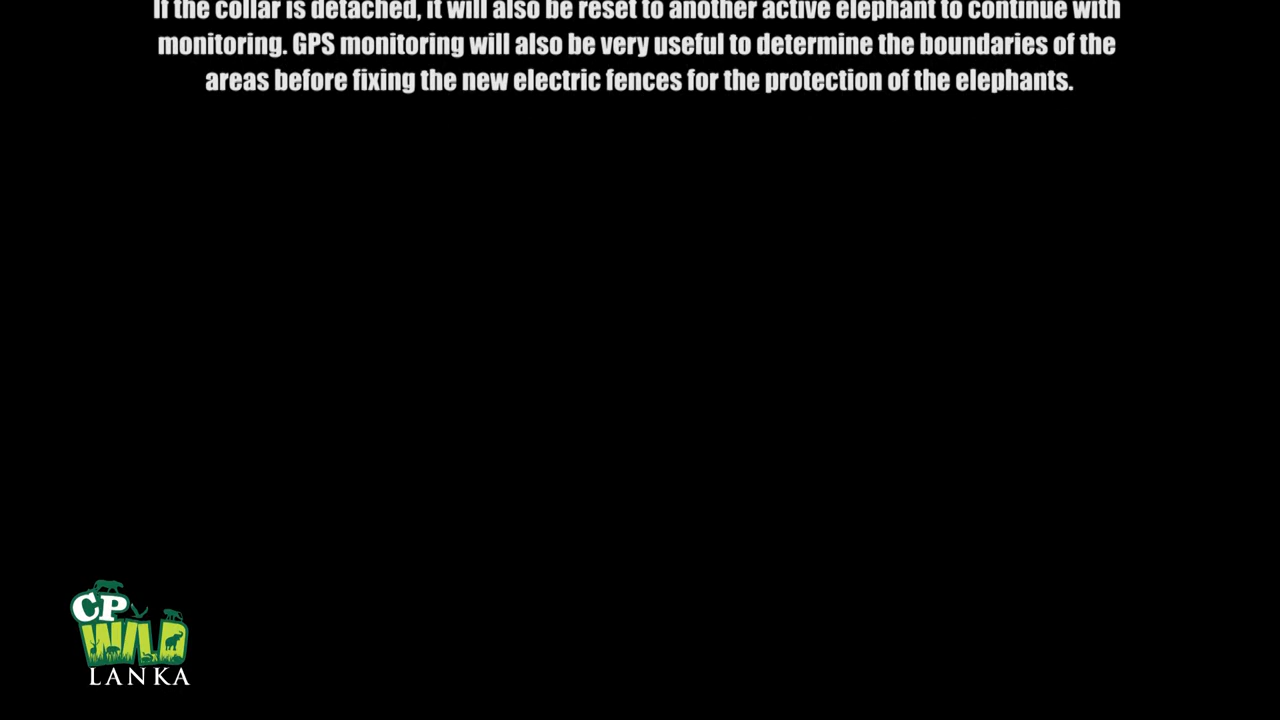 If the collar is detached, it will also be reset to another active elephant to continue with
monitoring. GPS monitoring will also be very useful to determine the boundaries of the
areas before fixing the new electric fences for the protection of the elephants.
CP
WILD
LANKA